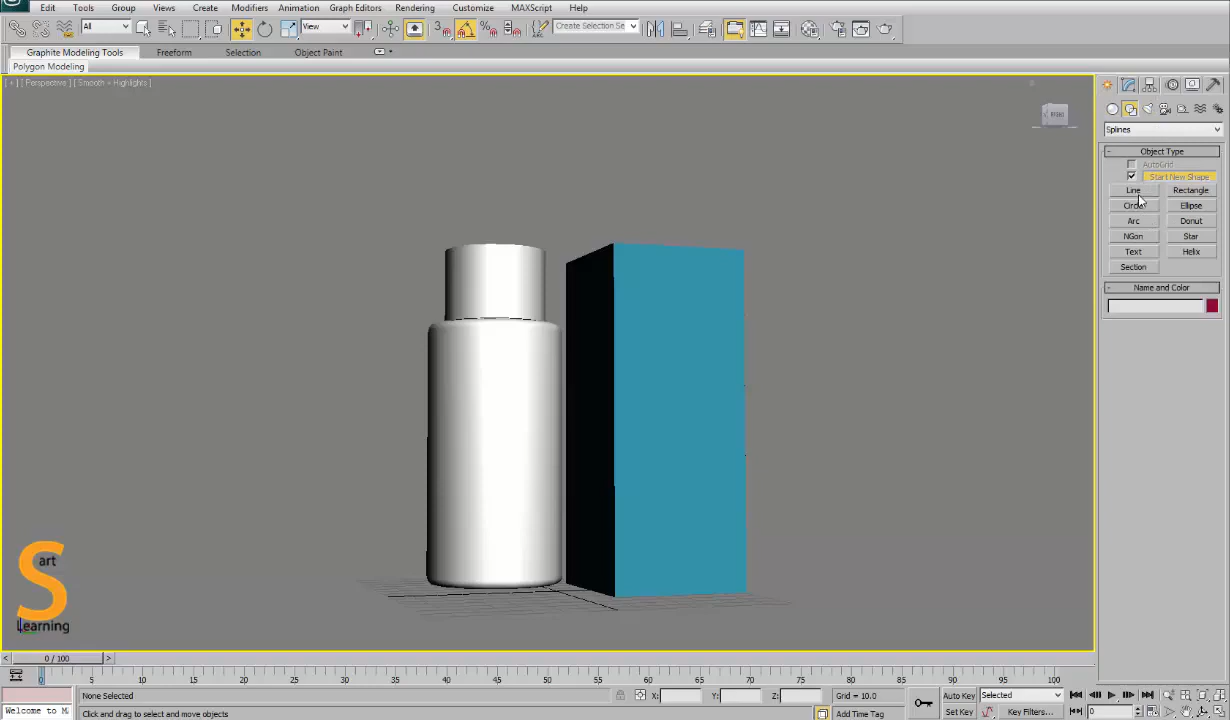 Edit Tools Group Views Create Modifiers Animation Graph Editors Rendering Customize MAXScript Help
All
View
3
Create Selection Se
Graphite Modeling Tools Freeform Selection Object Paint
Polygon Modeling
[ + ] [ Perspective ] [ Smooth + Highlights ]
Splines
- Object Type
AutoGrid
Start New Shape
Line Rectangle
Circle Ellipse
Arc Donut
NGon Star
Text Helix
Section
- Name and Color
S
art
Learning
< 0 / 100 >
0 5 10 15 20 25 30 35 40 45 50 55 60 65 70 75 80 85 90 95 100
None Selected X: Y: Z: Grid = 10.0 Auto Key Selected
Welcome to M Click and drag to select and move objects Add Time Tag Set Key Key Filters... 0